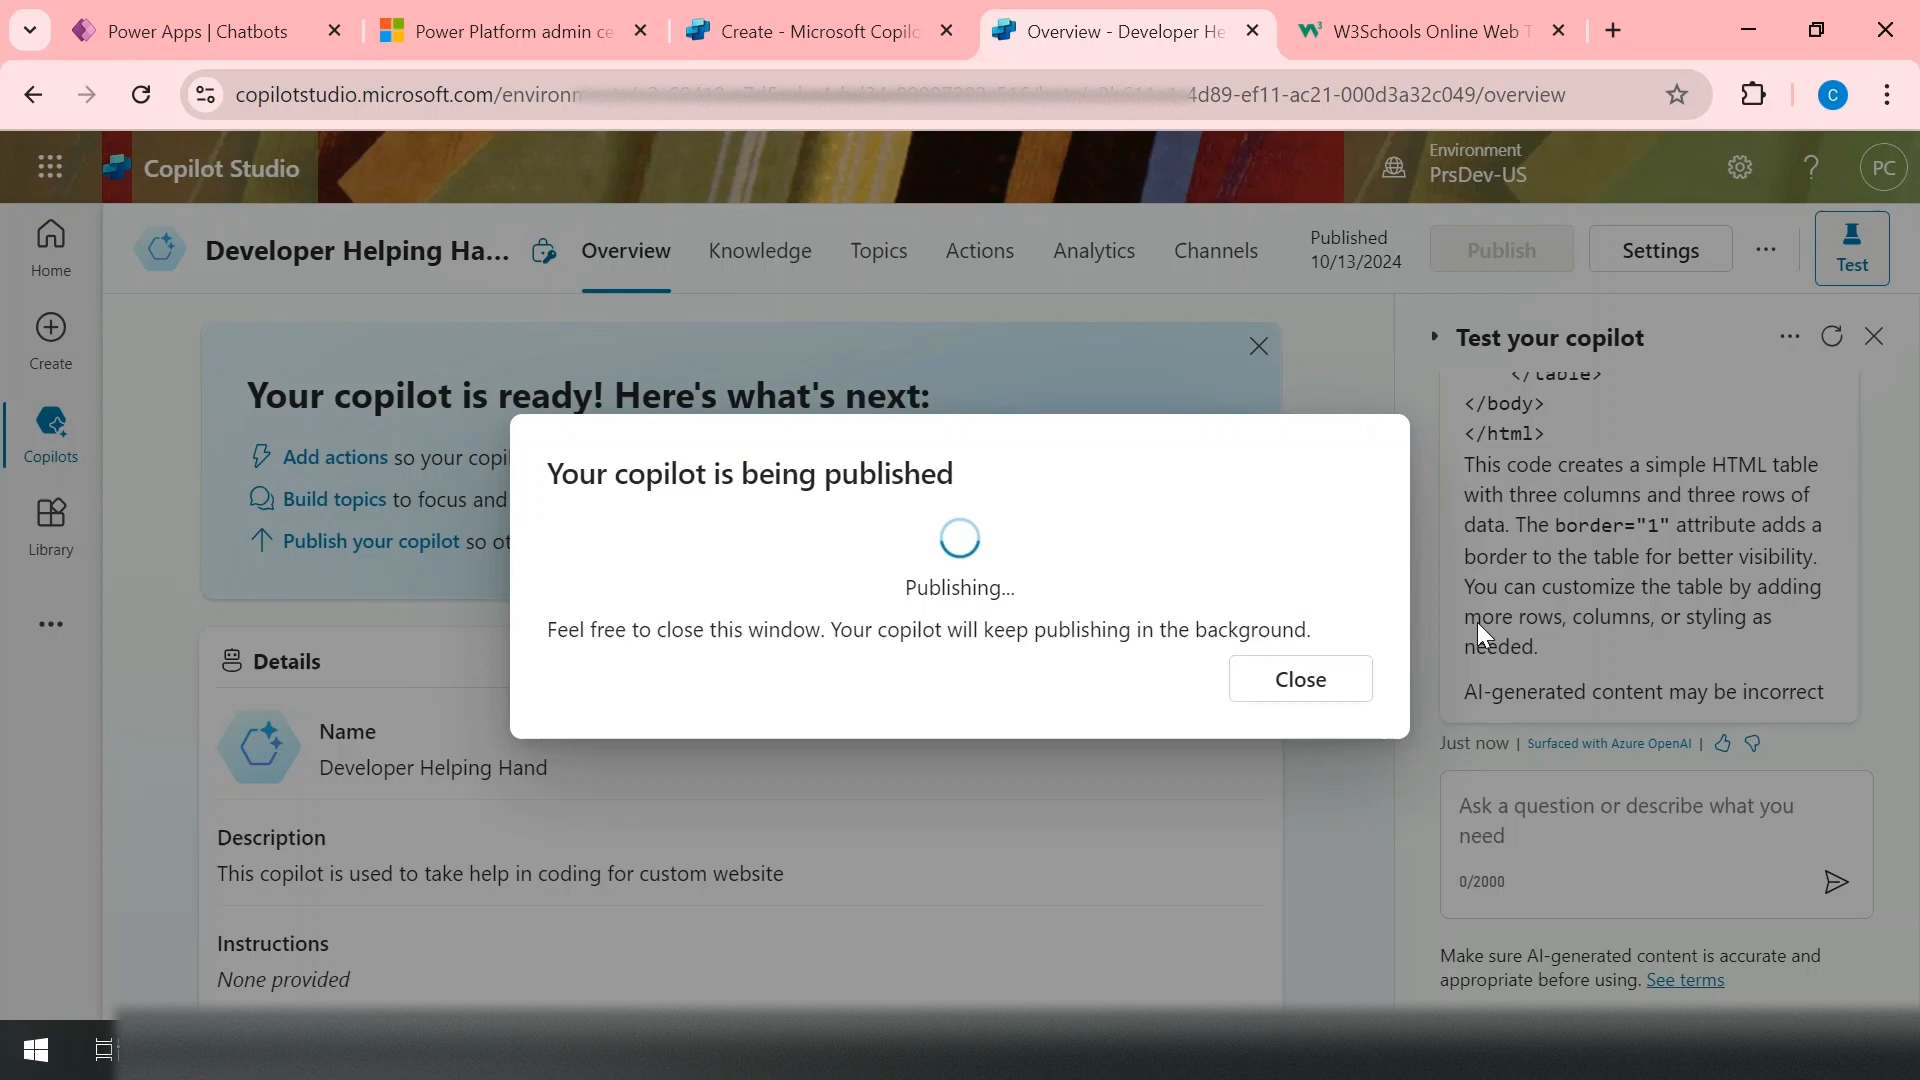 Power Apps | Chatbots
Power Platform admin ce
Create - Microsoft Copilo
Overview - Developer He
W3Schools Online Web T
copilotstudio.microsoft.com/environm
4d89-ef11-ac21-000d3a32c049/overview
C
Copilot Studio
Environment
PrsDev-US
PC
Home
Create
Copilots
Library
Developer Helping Ha...
Overview
Knowledge
Topics
Actions
Analytics
Channels
Published
10/13/2024
Publish
Settings
Test
Your copilot is ready! Here's what's next:
Add actions so your copi
Build topics to focus and
Publish your copilot so ot
Details
Name
Developer Helping Hand
Description
This copilot is used to take help in coding for custom website
Instructions
None provided
Your copilot is being published
Publishing...
Feel free to close this window. Your copilot will keep publishing in the background.
Close
Test your copilot
</table>
</body>
</html>
This code creates a simple HTML table
with three columns and three rows of
data. The border="1" attribute adds a
border to the table for better visibility.
You can customize the table by adding
more rows, columns, or styling as
needed.
AI-generated content may be incorrect
Just now | Surfaced with Azure OpenAI |
Ask a question or describe what you
need
0/2000
Make sure AI-generated content is accurate and
appropriate before using. See terms